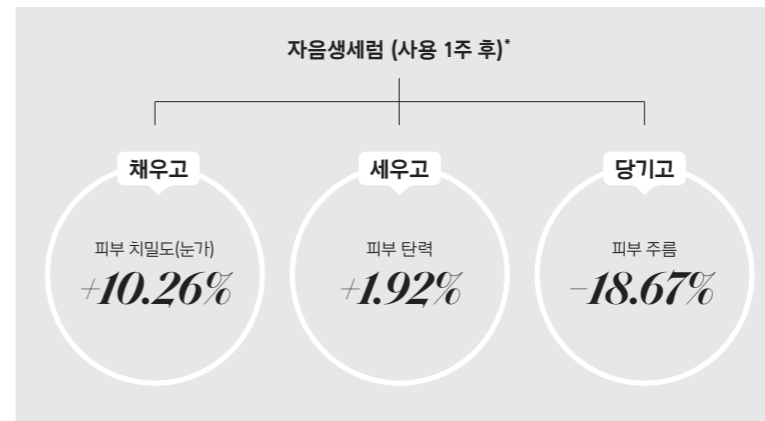 자음생세럼 (사용 1주 후)*
채우고
세우고
당기고
피부 치밀도(눈가)
피부 탄력
피부 주름
+10.26%
+1.92%
-18.67%